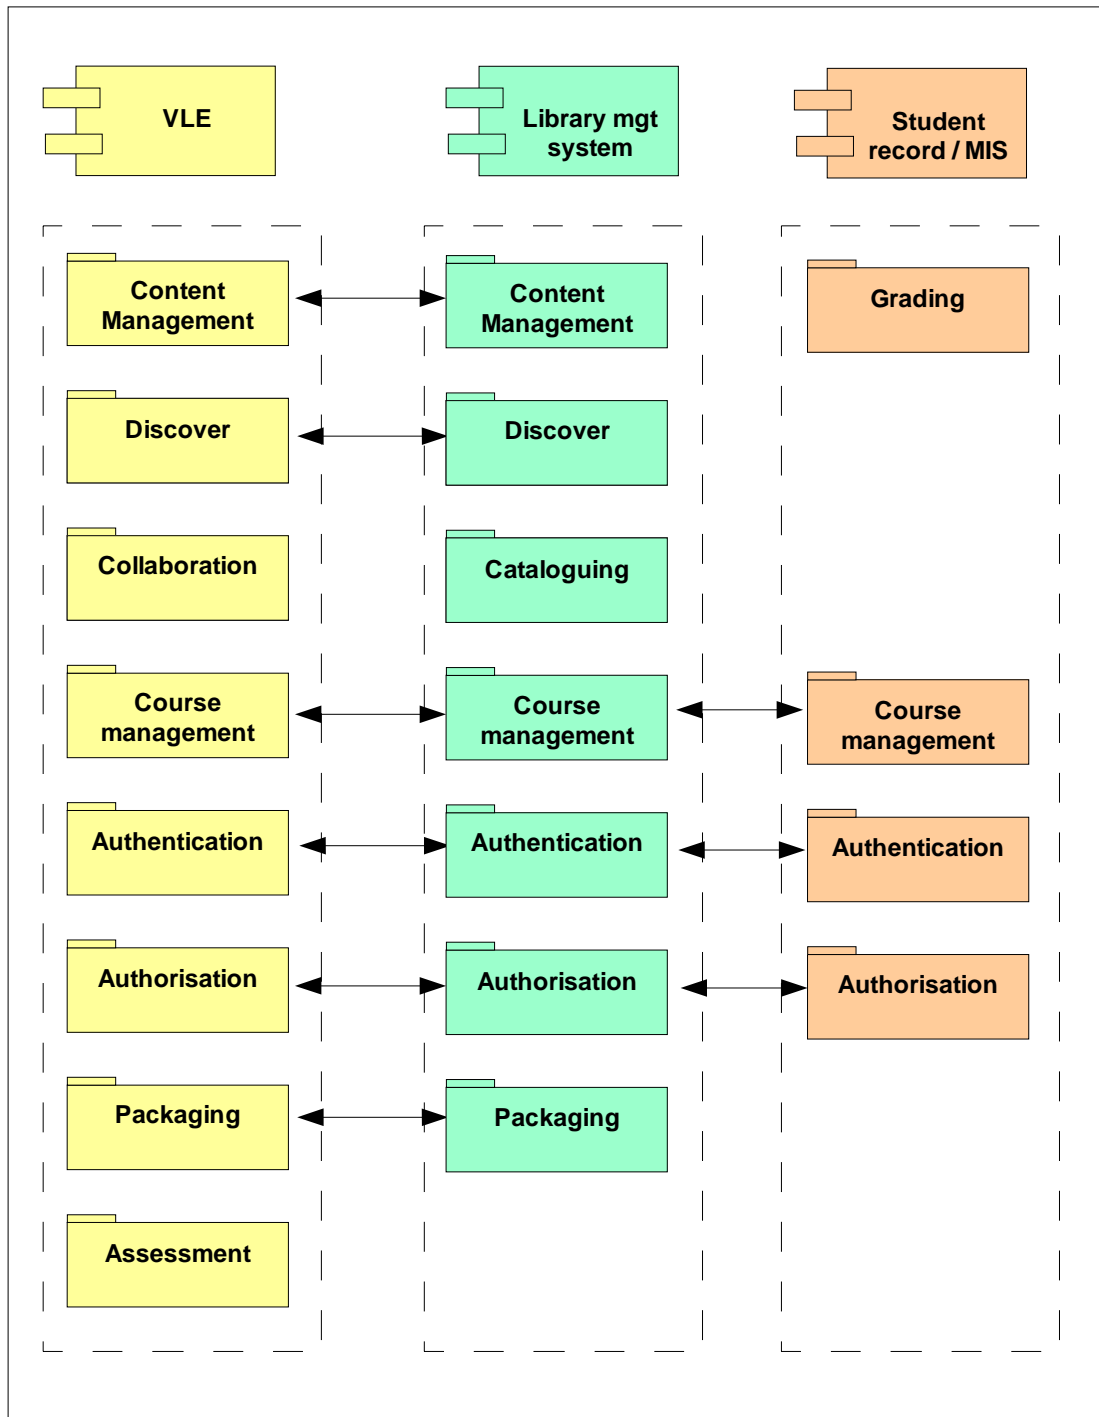 VLE
Library mgt
system
Student
record / MIS
Content
Management
Content
Management
Grading
Discover
Discover
Collaboration
Cataloguing
Course
management
Course
management
Course
management
Authentication
Authentication
Authentication
Authorisation
Authorisation
Authorisation
Packaging
Packaging
Assessment